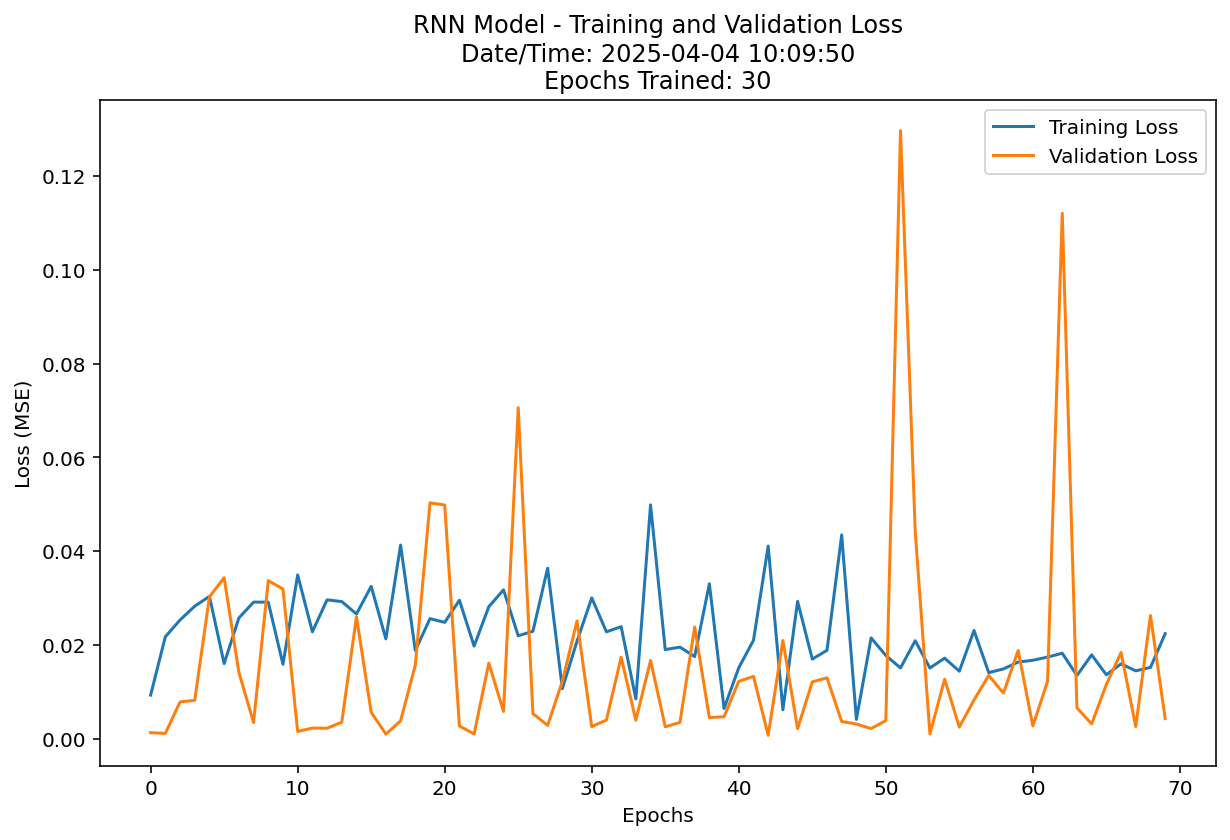 RNN Model - Training and Validation Loss
Date/Time: 2025-04-04 10:09:50
Epochs Trained: 30
Training Loss
Validation Loss
0.12
0.10
0.08
0.06
0.04
0.02
0.00
Loss (MSE)
0 10 20 30 40 50 60 70
Epochs